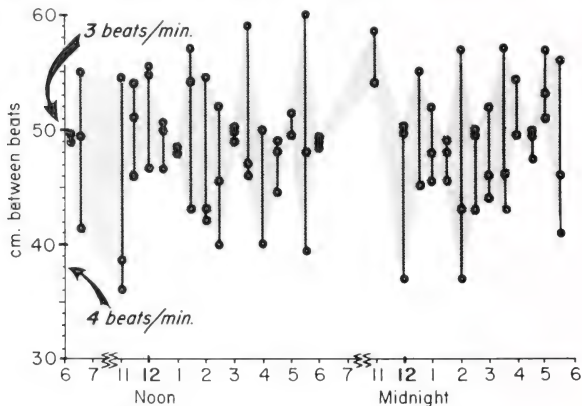 60
3 beats/min.
50
cm. between beats
40
4 beats/min.
30
6 7 11 12 1 2 3 4 5 6 7 11 12 1 2 3 4 5 6
Noon Midnight